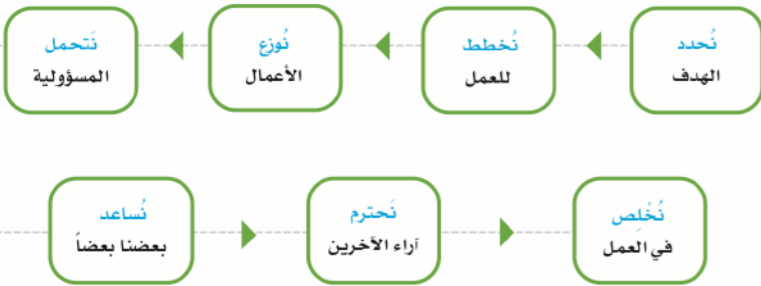 نُحدد
الهدف
نُخطط
للعمل
نُوزع
الأعمال
نَتحمل
المسؤولية
نُساعد
بعضنا بعضاً
نَحترم
آراء الآخرين
نُخْلِص
في العمل